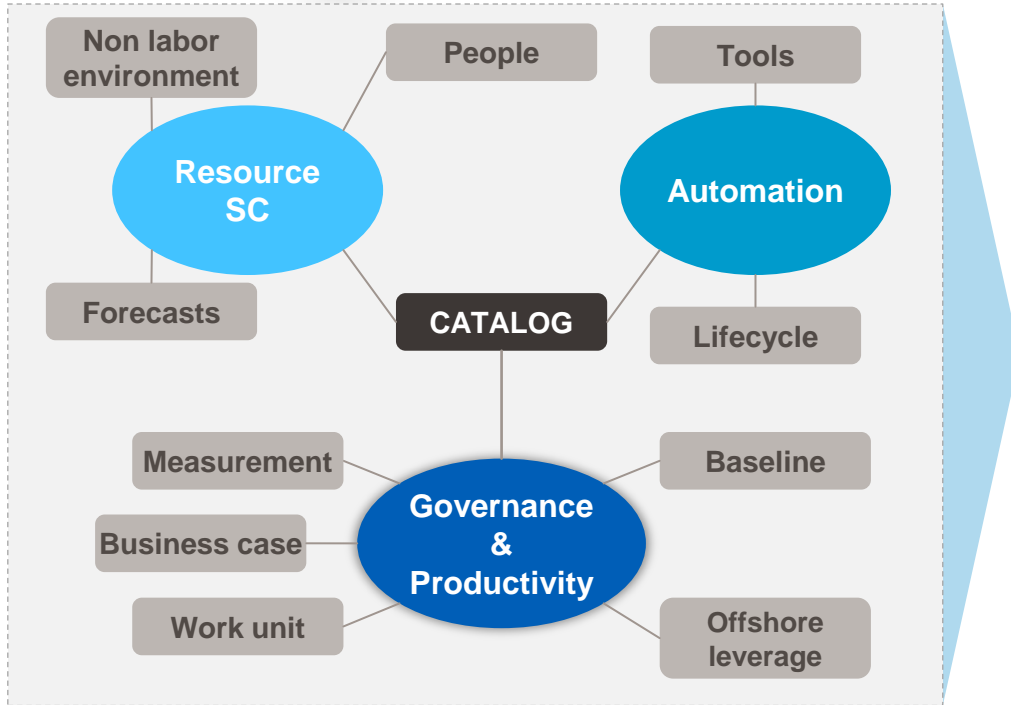 Non labor
environment
People
Tools
Resource
SC
Automation
Forecasts
CATALOG
Lifecycle
Measurement
Baseline
Governance
&
Productivity
Business case
Work unit
Offshore
leverage